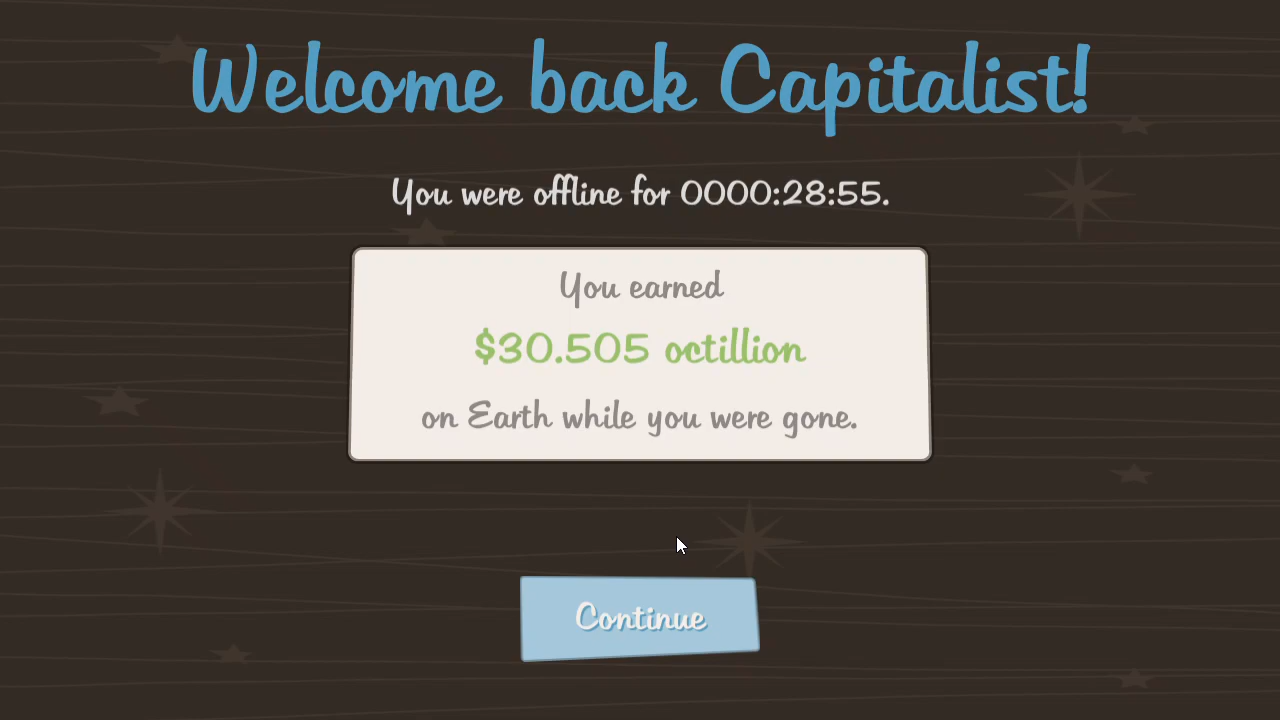 Welcome back Capitalist!
You were offline for 0000:28:55.
You earned
$30.505 octillion
on Earth while you were gone.
Continue